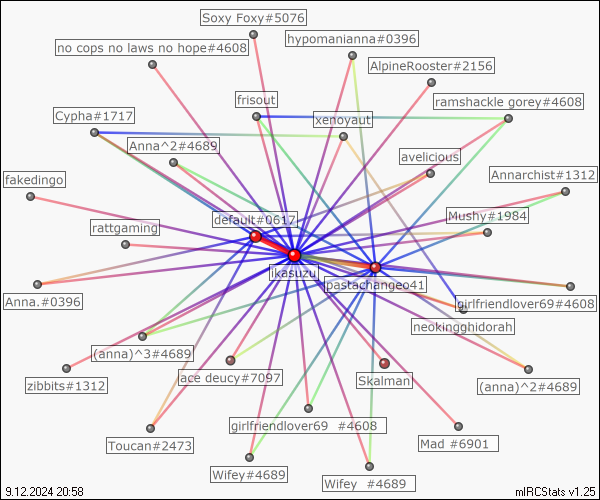 Soxy Foxy#5076
no cops no laws no hope#4608
hypomanianna#0396
AlpineRooster#2156
frisout
ramshackle gorey#4608
Cypha#1717
xenoyaut
Anna^2#4689
avelicious
fakedingo
Annarchist#1312
default#0617
Mushy#1984
rattgaming
ikasuzu
pastachangeo41
Anna.#0396
girlfriendlover69#4608
neokingghidorah
(anna)^3#4689
zibbits#1312
ace deucy#7097
Skalman
(anna)^2#4689
girlfriendlover69 #4608
Toucan#2473
Mad #6901
Wifey#4689
Wifey #4689
9.12.2024 20:58
mIRCStats v1.25